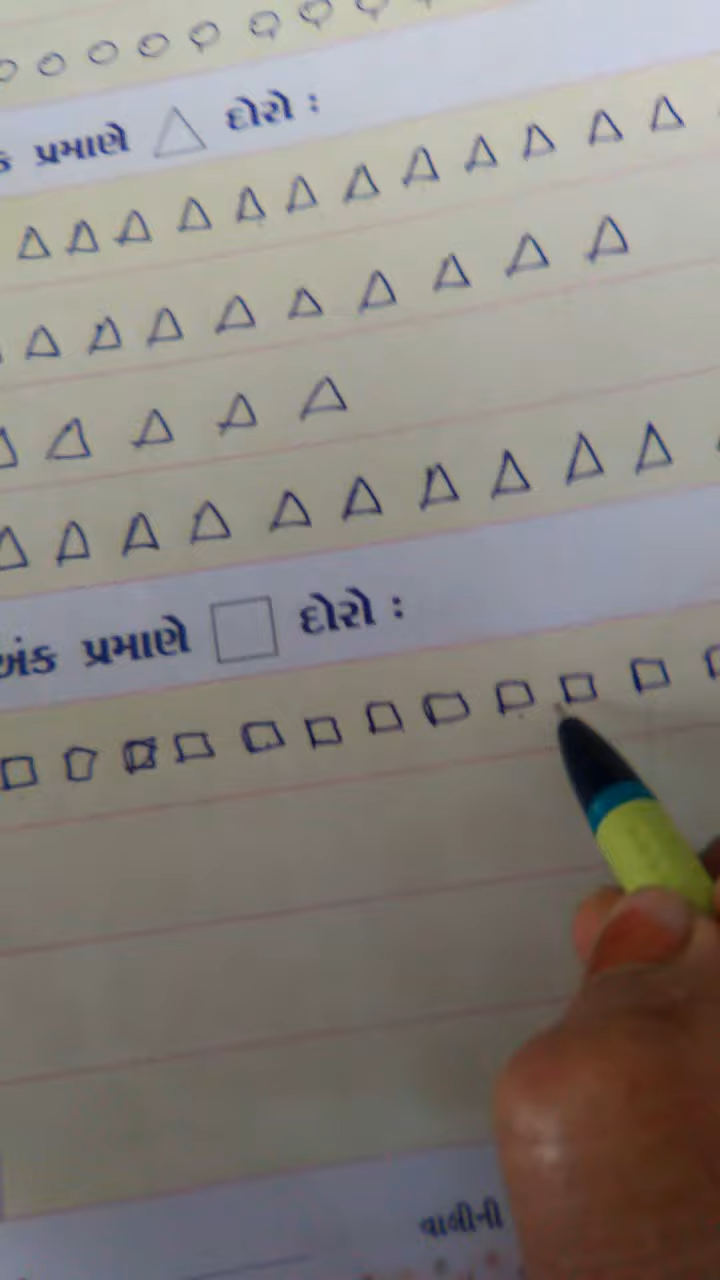 ક પ્રમાણે △ દોરો :
અંક પ્રમાણે □ દોરો :
વાલીની